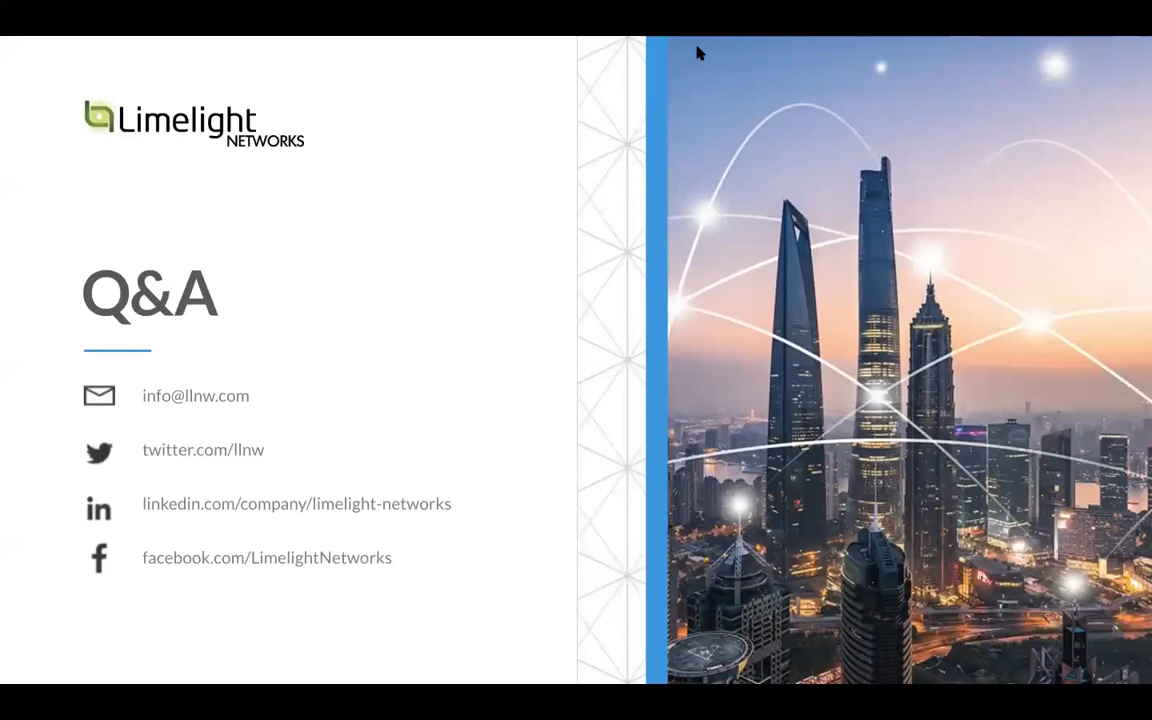 Limelight
NETWORKS
Q&A
info@llnw.com
twitter.com/llnw
linkedin.com/company/limelight-networks
facebook.com/LimelightNetworks